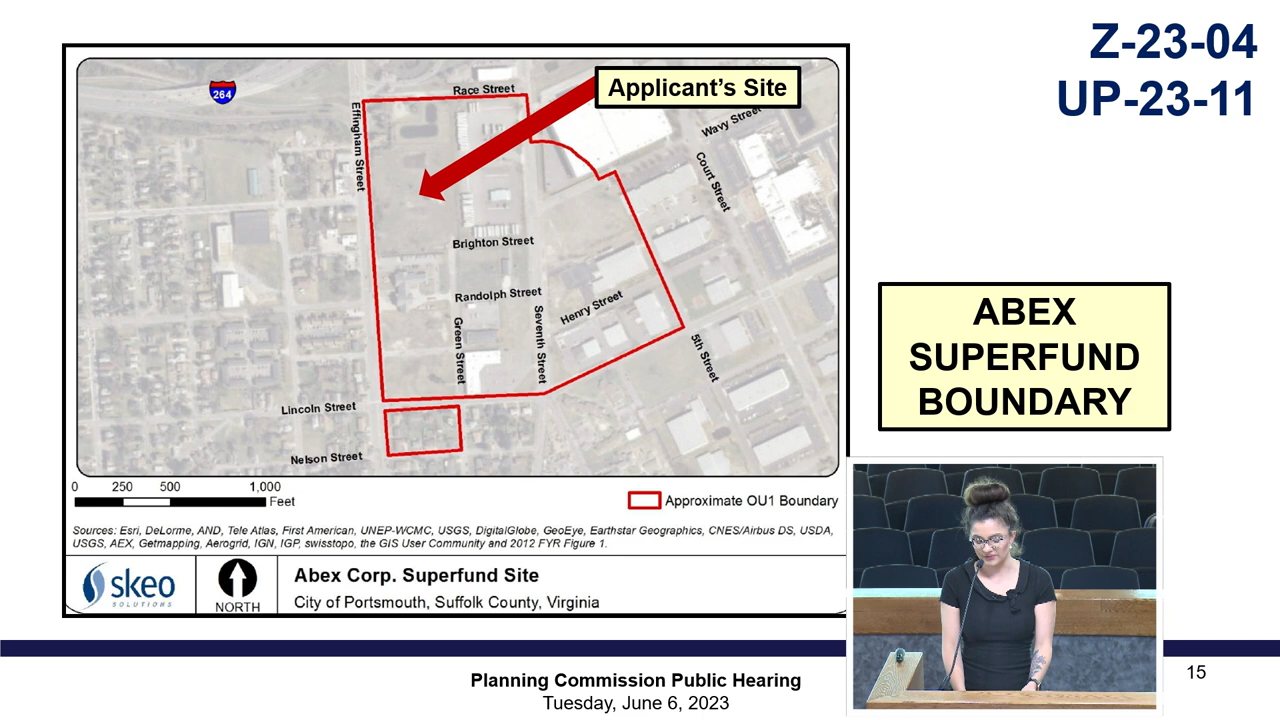 Z-23-04
UP-23-11
Applicant's Site
264
Race Street
Effingham Street
Wavy Street
Court Street
Brighton Street
Randolph Street
Henry Street
Green Street
Seventh Street
5th Street
Lincoln Street
Nelson Street
ABEX
SUPERFUND
BOUNDARY
0 250 500 1,000
Feet
Approximate OU1 Boundary
Sources: Esri, DeLorme, AND, Tele Atlas, First American, UNEP-WCMC, USGS, DigitalGlobe, GeoEye, Earthstar Geographics, CNES/Airbus DS, USDA,
USGS, AEX, Getmapping, Aerogrid, IGN, IGP, swisstopo, the GIS User Community and 2012 FYR Figure 1.
skeo
SOLUTIONS
NORTH
Abex Corp. Superfund Site
City of Portsmouth, Suffolk County, Virginia
Planning Commission Public Hearing
Tuesday, June 6, 2023
15